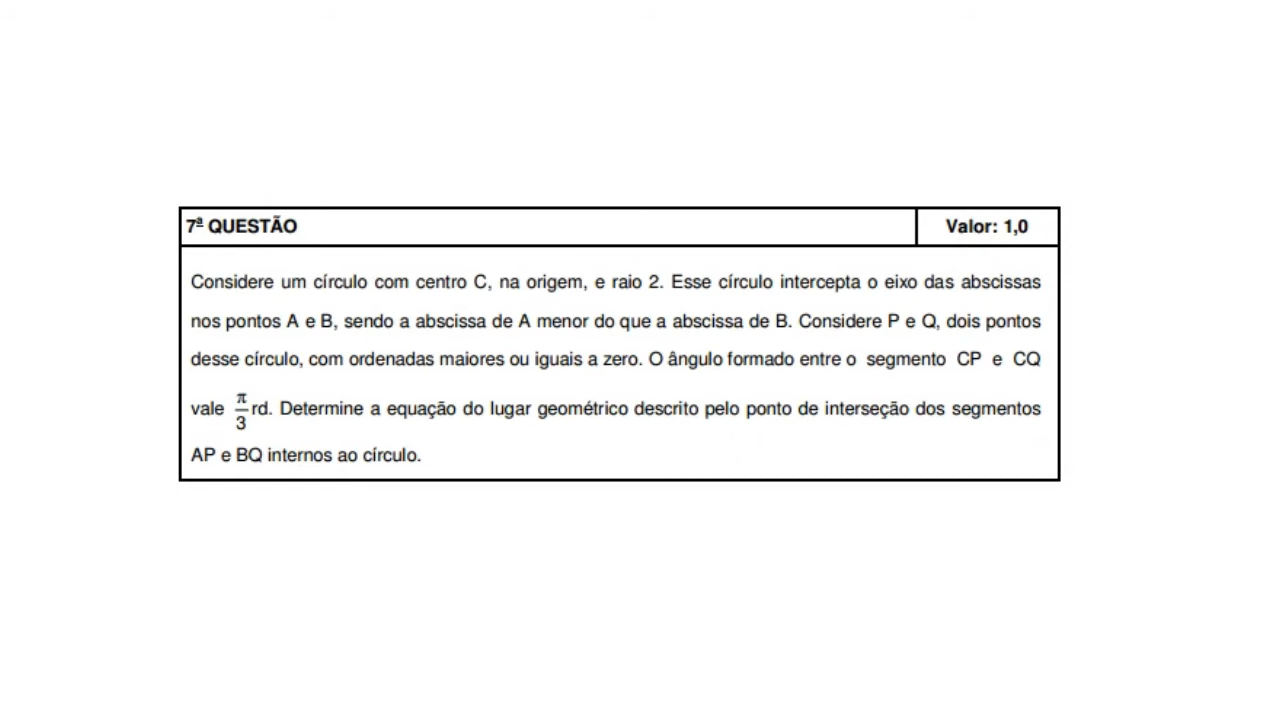 7ª QUESTÃO
Valor: 1,0
Considere um círculo com centro C, na origem, e raio 2. Esse círculo intercepta o eixo das abscissas
nos pontos A e B, sendo a abscissa de A menor do que a abscissa de B. Considere P e Q, dois pontos
desse círculo, com ordenadas maiores ou iguais a zero. O ângulo formado entre o segmento CP e CQ
vale π/3 rd. Determine a equação do lugar geométrico descrito pelo ponto de interseção dos segmentos
AP e BQ internos ao círculo.